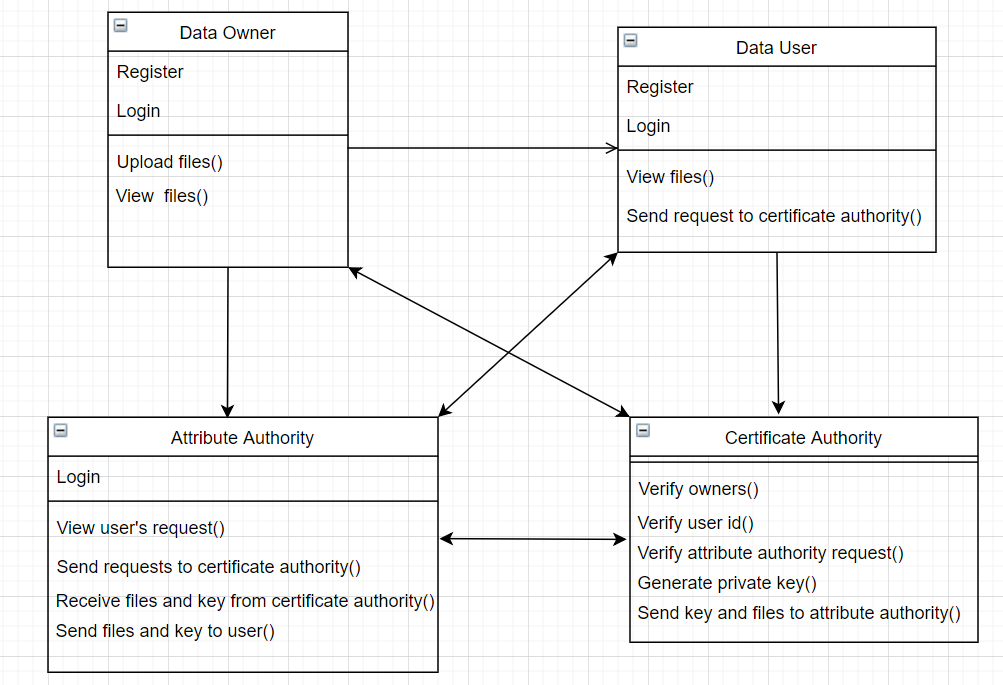 Data Owner
Register
Login
Upload files()
View  files()
Data User
Register
Login
View files()
Send request to certificate authority()
Attribute Authority
Login
View user's request()
Send requests to certificate authority()
Receive files and key from certificate authority()
Send files and key to user()
Certificate Authority
Verify owners()
Verify user id()
Verify attribute authority request()
Generate private key()
Send key and files to attribute authority()